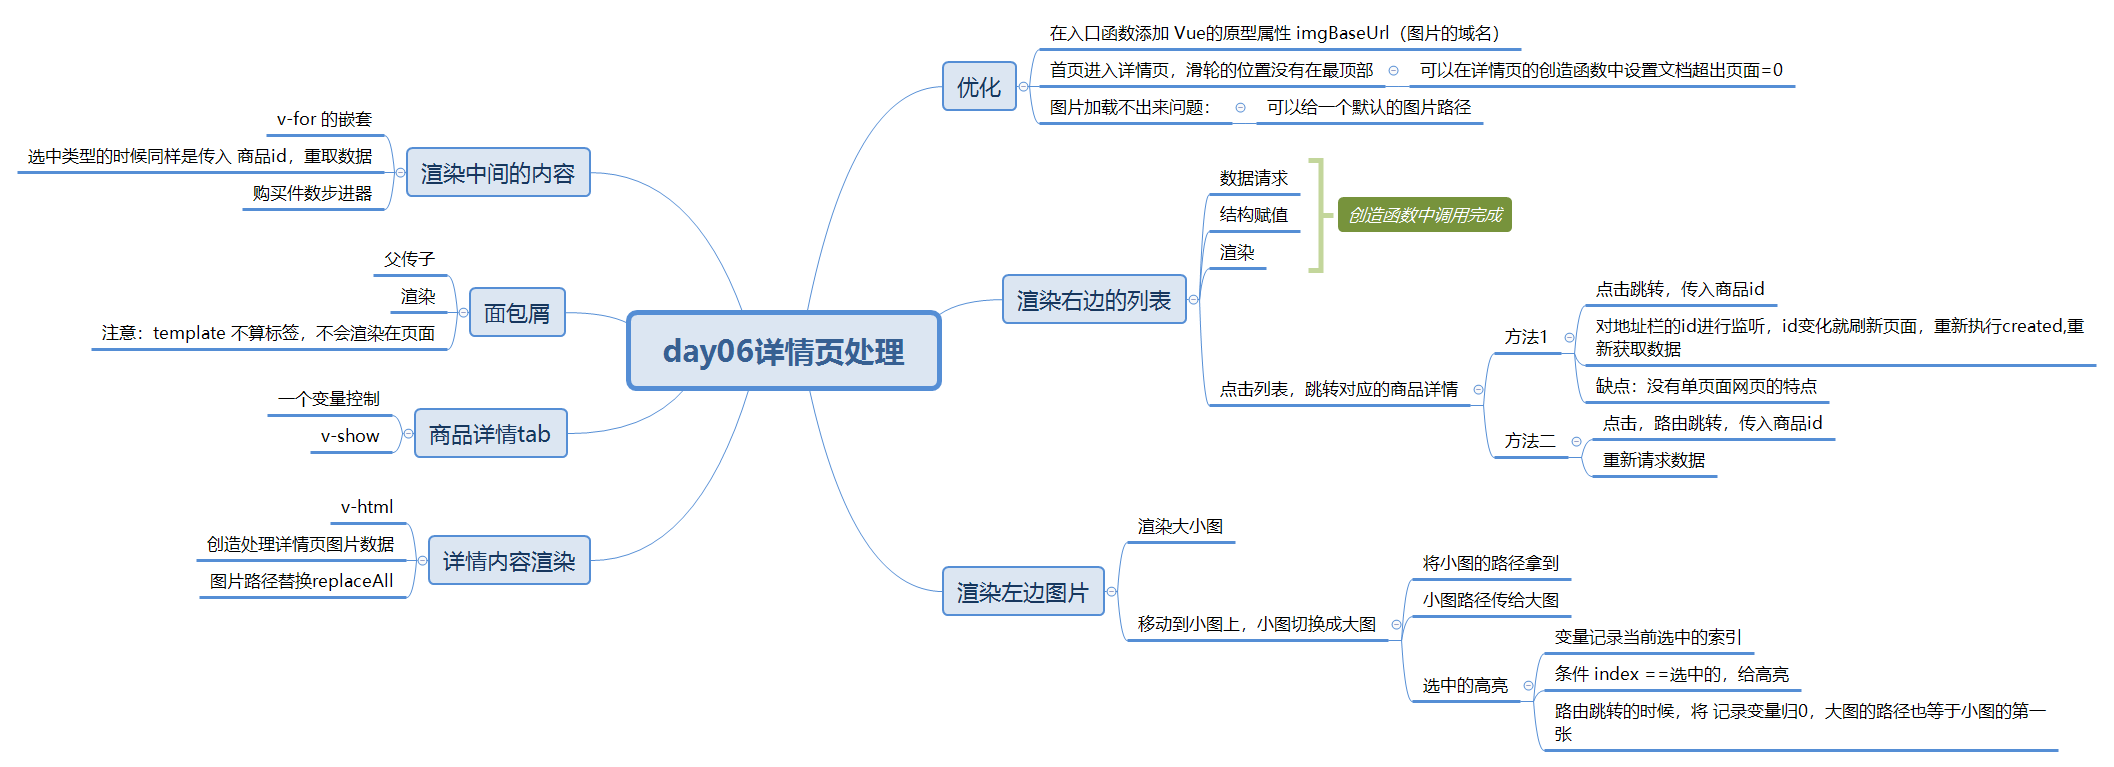 day06详情页处理
优化
在入口函数添加 Vue的原型属性 imgBaseUrl（图片的域名）
首页进入详情页，滑轮的位置没有在最顶部
可以在详情页的创造函数中设置文档超出页面=0
图片加载不出来问题：
可以给一个默认的图片路径
渲染右边的列表
数据请求
结构赋值
渲染
创造函数中调用完成
点击列表，跳转对应的商品详情
方法1
点击跳转，传入商品id
对地址栏的id进行监听，id变化就刷新页面，重新执行created,重
新获取数据
缺点：没有单页面网页的特点
方法二
点击，路由跳转，传入商品id
重新请求数据
渲染左边图片
渲染大小图
移动到小图上，小图切换成大图
将小图的路径拿到
小图路径传给大图
选中的高亮
变量记录当前选中的索引
条件 index ==选中的，给高亮
路由跳转的时候，将 记录变量归0，大图的路径也等于小图的第一
张
渲染中间的内容
v-for 的嵌套
选中类型的时候同样是传入 商品id，重取数据
购买件数步进器
面包屑
父传子
渲染
注意：template 不算标签，不会渲染在页面
商品详情tab
一个变量控制
v-show
详情内容渲染
v-html
创造处理详情页图片数据
图片路径替换replaceAll